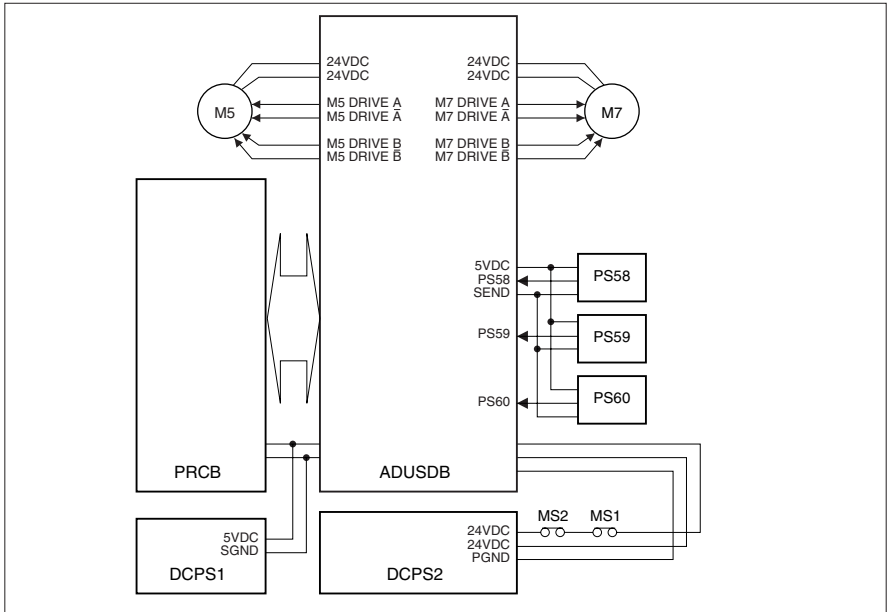 24VDC
24VDC
M5 DRIVE A
M5 DRIVE A̅
M5 DRIVE B
M5 DRIVE B̅
M5
24VDC
24VDC
M7 DRIVE A
M7 DRIVE A̅
M7 DRIVE B
M7 DRIVE B̅
M7
5VDC
PS58
SEND
PS58
PS59
PS59
PS60
PS60
PRCB
ADUSDB
5VDC
SGND
DCPS1
24VDC
24VDC
PGND
DCPS2
MS2
MS1